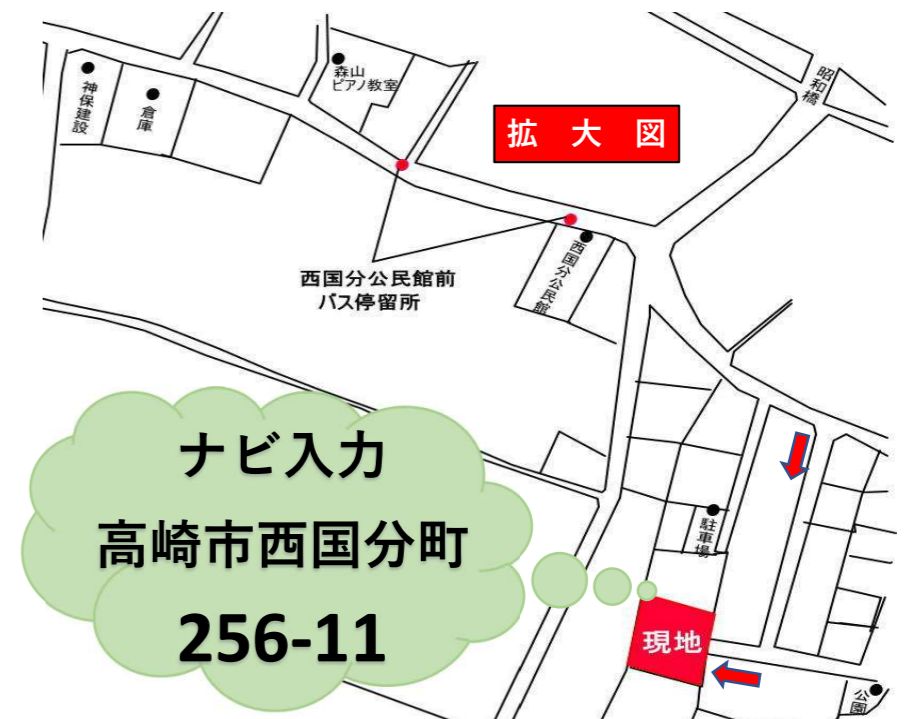 昭和橋
森山
ピアノ教室
神保建設
倉庫
拡大図
西国分公民館
西国分公民館前
バス停留所
ナビ入力
高崎市西国分町
256-11
駐車場
現地
公園